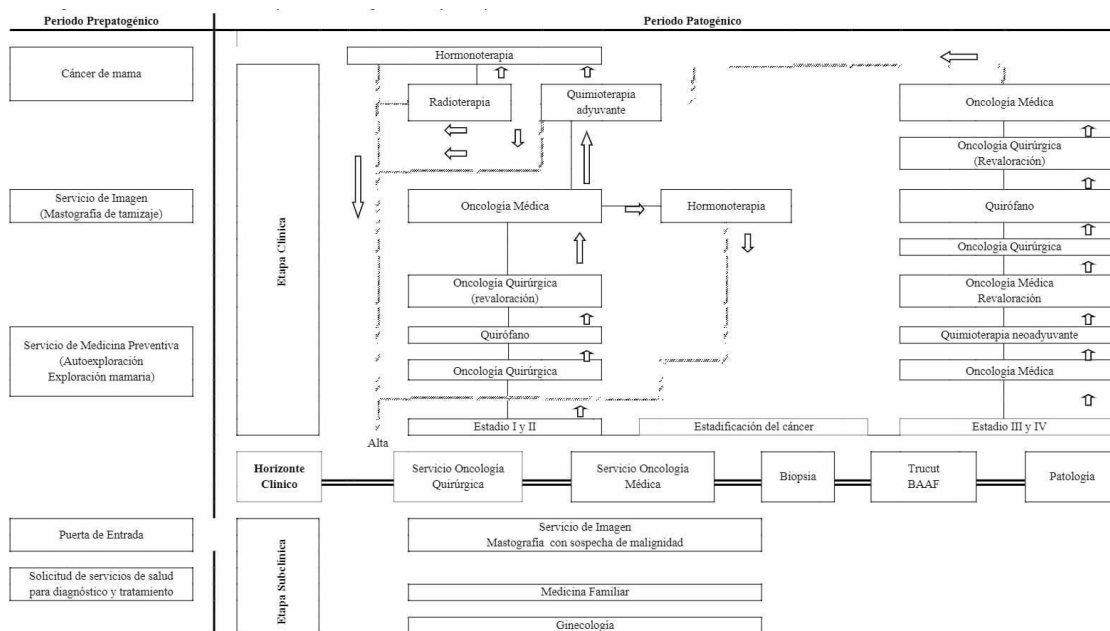 Periodo Prepatogénico
Periodo Patogénico
Cáncer de mama
Servicio de Imagen
(Mastografía de tamizaje)
Servicio de Medicina Preventiva
(Autoexploración
Exploración mamaria)
Puerta de Entrada
Solicitud de servicios de salud
para diagnóstico y tratamiento
Etapa Clínica
Hormonoterapia
Radioterapia
Quimioterapia
adyuvante
Oncología Médica
Hormonoterapia
Oncología Quirúrgica
(revaloración)
Quirófano
Oncología Quirúrgica
Estadio I y II
Estadificación del cáncer
Alta
Oncología Médica
Oncología Quirúrgica
(Revaloración)
Quirófano
Oncología Quirúrgica
Oncología Médica
Revaloración
Quimioterapia neoadyuvante
Oncología Médica
Estadio III y IV
Horizonte
Clínico
Servicio Oncología
Quirúrgica
Servicio Oncología
Médica
Biopsia
Trucut
BAAF
Patología
Etapa Subclínica
Servicio de Imagen
Mastografía con sospecha de malignidad
Medicina Familiar
Ginecología